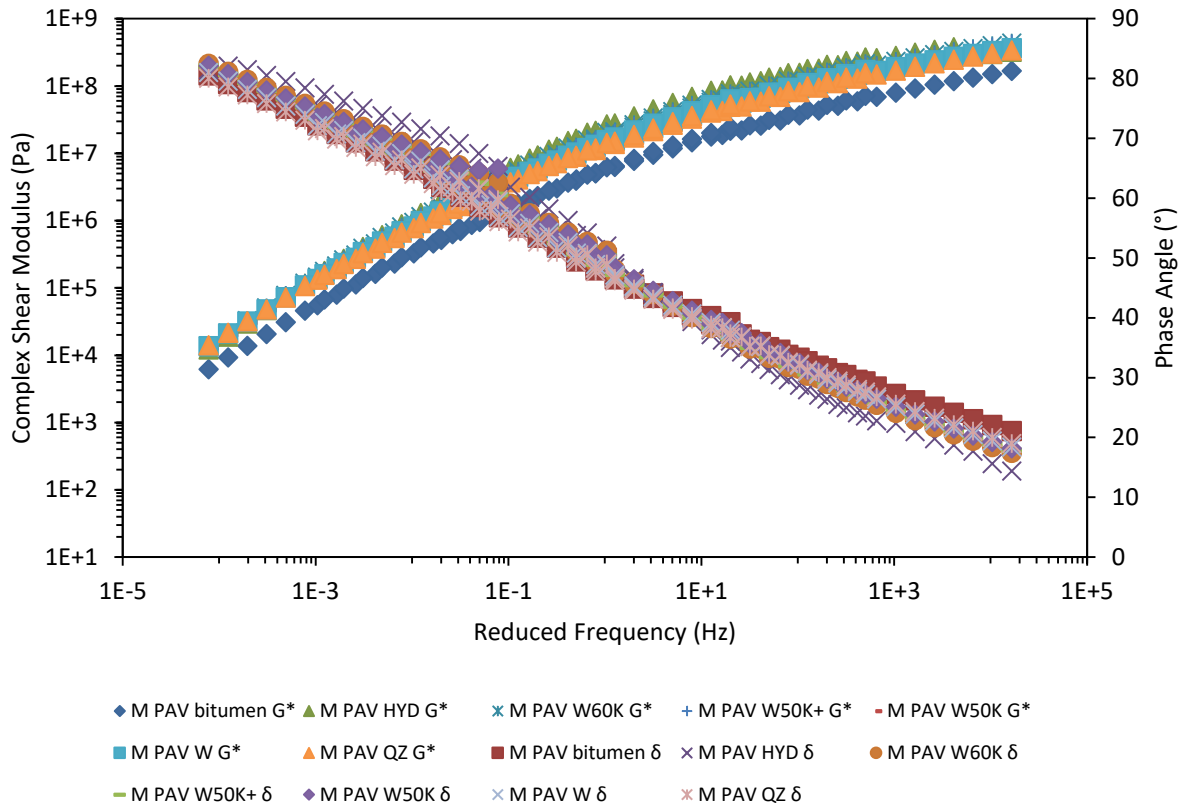 1E+9
1E+8
1E+7
1E+6
1E+5
1E+4
1E+3
1E+2
1E+1
Complex Shear Modulus (Pa)
90
80
70
60
50
40
30
20
10
0
Phase Angle (°)
1E-5 1E-3 1E-1 1E+1 1E+3 1E+5
Reduced Frequency (Hz)
M PAV bitumen G* M PAV HYD G* M PAV W60K G* M PAV W50K+ G* M PAV W50K G*
M PAV W G* M PAV QZ G* M PAV bitumen δ M PAV HYD δ M PAV W60K δ
M PAV W50K+ δ M PAV W50K δ M PAV W δ M PAV QZ δ